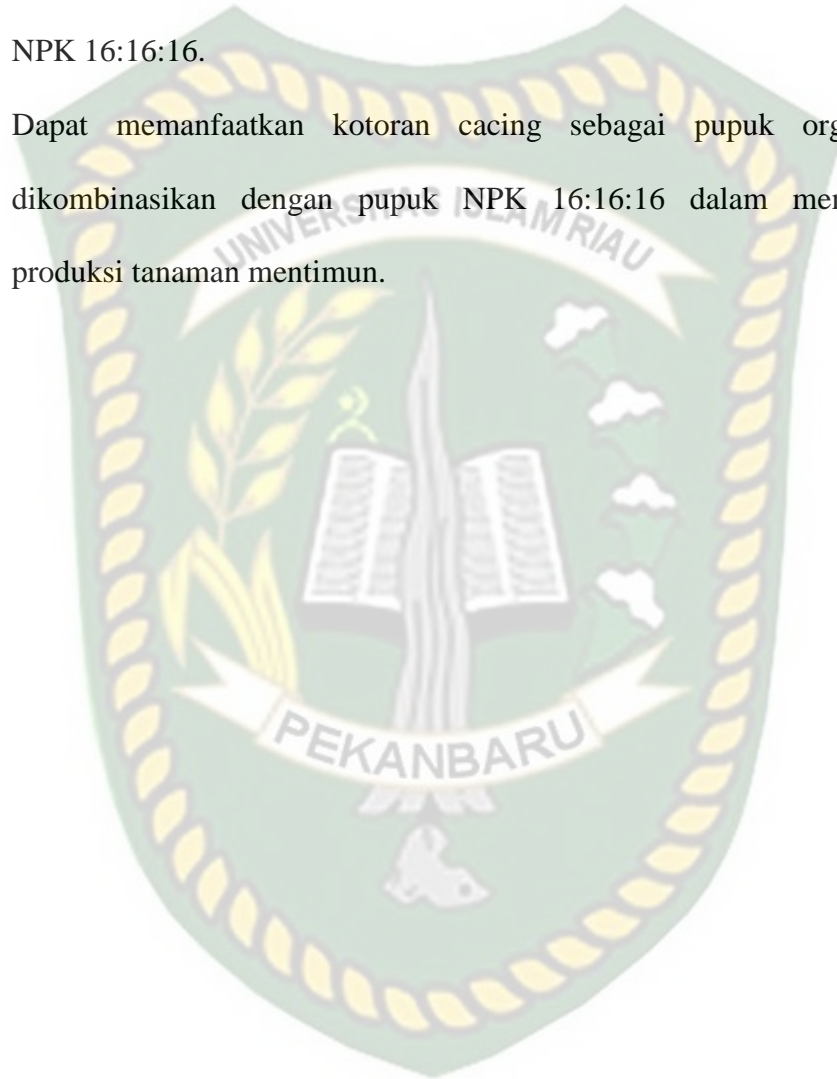 NPK 16:16:16.
Dapat memanfaatkan kotoran cacing sebagai pupuk
dikombinasikan dengan pupuk NPK 16:16:16 dalam
produksi tanaman mentimun.
UNIVERSITAS ISLAM RIAU
PEKANBARU